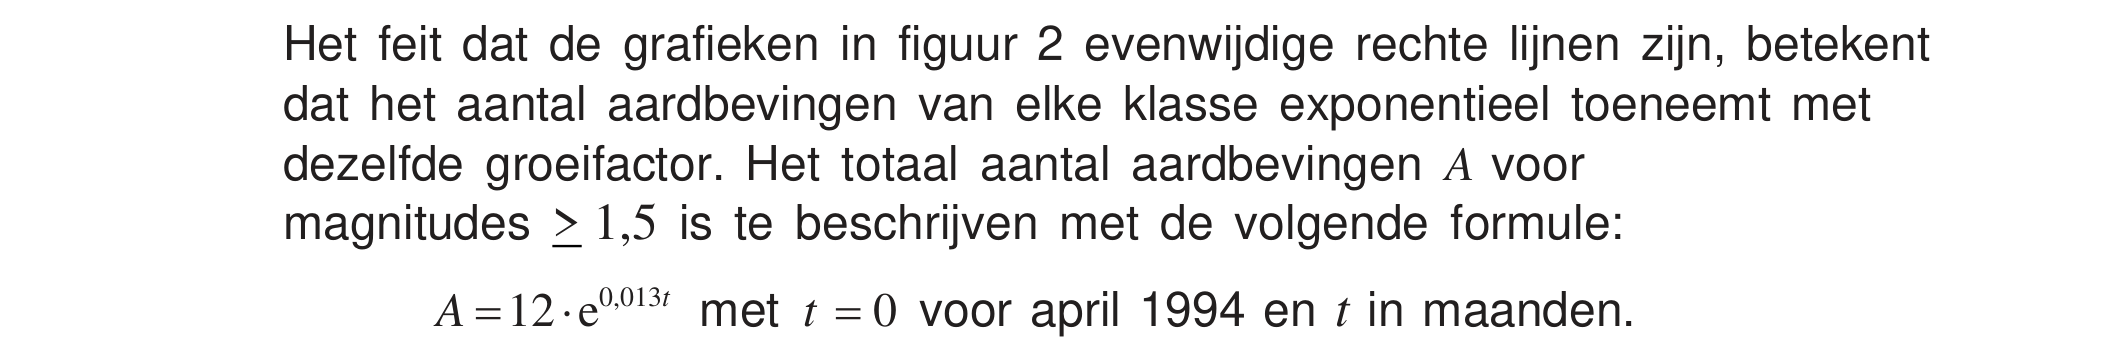 Het feit dat de grafieken in figuur 2 evenwijdige rechte lijnen zijn, betekent
dat het aantal aardbevingen van elke klasse exponentieel toeneemt met
dezelfde groeifactor. Het totaal aantal aardbevingen A voor
magnitudes ≥ 1,5 is te beschrijven met de volgende formule:
A = 12 · e^{0,013t} met t = 0 voor april 1994 en t in maanden.